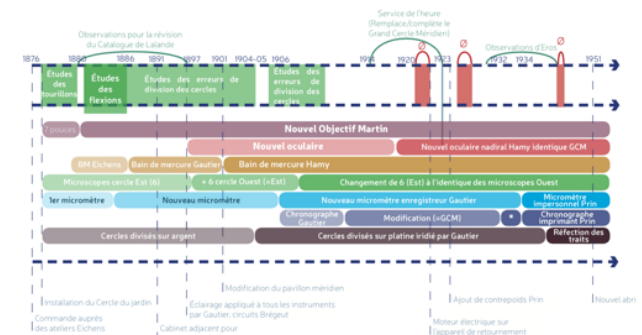 Service de l'heure
(Remplace/complète le
Grand Cercle Méridien)
Observations pour la révision
du Catalogue de Lalande
Ø
Ø
Ø
Observations d'Eros
1876
1880
1886
1897
1901
1904-05
1906
1914
1920
1923
1932
1934
1951
Études
des
tourillons
Études
des
flexions
Études des erreurs de
division des cercles
Études des
erreurs de
division des
cercles
7 pouces
Nouvel Objectif Martin
Nouvel oculaire
Nouvel oculaire nadiral Hamy identique GCM
BM Eichens
Bain de mercure Gautier
Bain de mercure Hamy
Microscopes cercle Est (6)
+ 6 cercle Ouest (≠Est)
Changement de 6 (Est) à l'identique des microscopes Ouest
1er micromètre
Nouveau micromètre
Nouveau micromètre enregistreur Gautier
Micromètre
impersonnel Prin
Chronographe
Gautier
Modification (=GCM)
*
Chronographe
imprimant Prin
Cercles divisés sur argent
Cercles divisés sur platine iridié par Gautier
Réfection des
traits
Modification du pavillon méridien
Installation du Cercle du jardin
Éclairage appliqué à tous les instruments
par Gautier, circuits Bréguet
Ajout de contrepoids Prin
Nouvel abri
Commande auprès
des ateliers Eichens
Cabinet adjacent pour
Moteur électrique sur
l'appareil de retournement